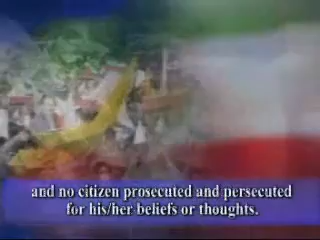 and no citizen prosecuted and persecuted
for his/her beliefs or thoughts.